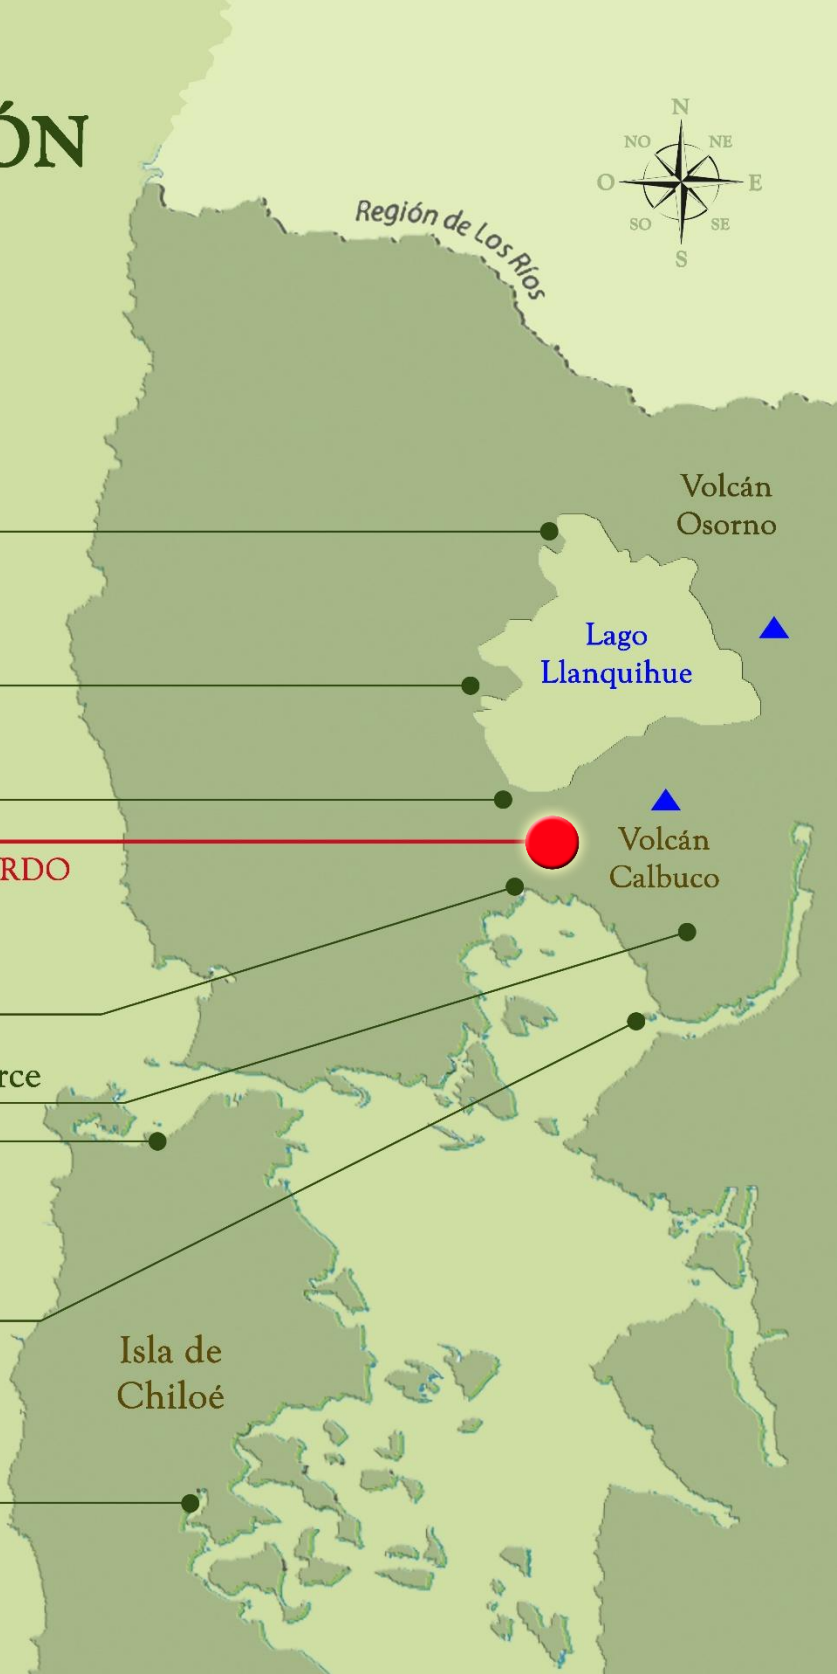 ÓN
N
NO NE
O E
SO SE
S
Región de Los Ríos
Volcán
Osorno
Lago
Llanquihue
Volcán
Calbuco
RDO
rce
Isla de
Chiloé